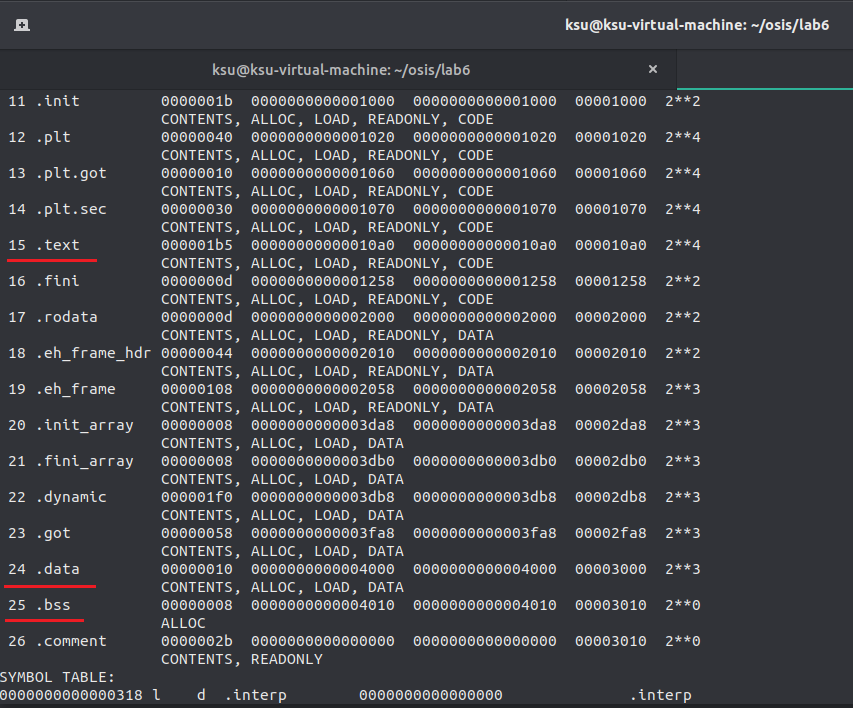 ksu@ksu-virtual-machine: ~/osis/lab6
ksu@ksu-virtual-machine: ~/osis/lab6 ×
11 .init 0000001b 0000000000001000 0000000000001000 00001000 2**2
CONTENTS, ALLOC, LOAD, READONLY, CODE
12 .plt 00000040 0000000000001020 0000000000001020 00001020 2**4
CONTENTS, ALLOC, LOAD, READONLY, CODE
13 .plt.got 00000010 0000000000001060 0000000000001060 00001060 2**4
CONTENTS, ALLOC, LOAD, READONLY, CODE
14 .plt.sec 00000030 0000000000001070 0000000000001070 00001070 2**4
CONTENTS, ALLOC, LOAD, READONLY, CODE
15 .text 000001b5 00000000000010a0 00000000000010a0 000010a0 2**4
CONTENTS, ALLOC, LOAD, READONLY, CODE
16 .fini 0000000d 0000000000001258 0000000000001258 00001258 2**2
CONTENTS, ALLOC, LOAD, READONLY, CODE
17 .rodata 0000000d 0000000000002000 0000000000002000 00002000 2**2
CONTENTS, ALLOC, LOAD, READONLY, DATA
18 .eh_frame_hdr 00000044 0000000000002010 0000000000002010 00002010 2**2
CONTENTS, ALLOC, LOAD, READONLY, DATA
19 .eh_frame 00000108 0000000000002058 0000000000002058 00002058 2**3
CONTENTS, ALLOC, LOAD, READONLY, DATA
20 .init_array 00000008 0000000000003da8 0000000000003da8 00002da8 2**3
CONTENTS, ALLOC, LOAD, DATA
21 .fini_array 00000008 0000000000003db0 0000000000003db0 00002db0 2**3
CONTENTS, ALLOC, LOAD, DATA
22 .dynamic 000001f0 0000000000003db8 0000000000003db8 00002db8 2**3
CONTENTS, ALLOC, LOAD, DATA
23 .got 00000058 0000000000003fa8 0000000000003fa8 00002fa8 2**3
CONTENTS, ALLOC, LOAD, DATA
24 .data 00000010 0000000000004000 0000000000004000 00003000 2**3
CONTENTS, ALLOC, LOAD, DATA
25 .bss 00000008 0000000000004010 0000000000004010 00003010 2**0
ALLOC
26 .comment 0000002b 0000000000000000 0000000000000000 00003010 2**0
CONTENTS, READONLY
SYMBOL TABLE:
0000000000000318 l d .interp 0000000000000000 .interp